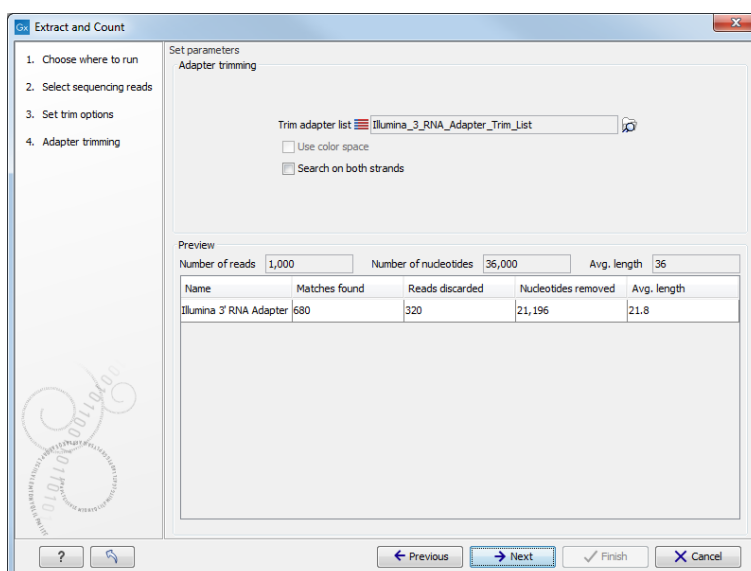 Gx Extract and Count
1. Choose where to run
2. Select sequencing reads
3. Set trim options
4. Adapter trimming
Set parameters
Adapter trimming
Trim adapter list Illumina_3_RNA_Adapter_Trim_List
Use color space
Search on both strands
Preview
Number of reads 1,000 Number of nucleotides 36,000 Avg. length 36
Name Matches found Reads discarded Nucleotides removed Avg. length
Illumina 3' RNA Adapter 680 320 21,196 21.8
? Previous Next Finish Cancel